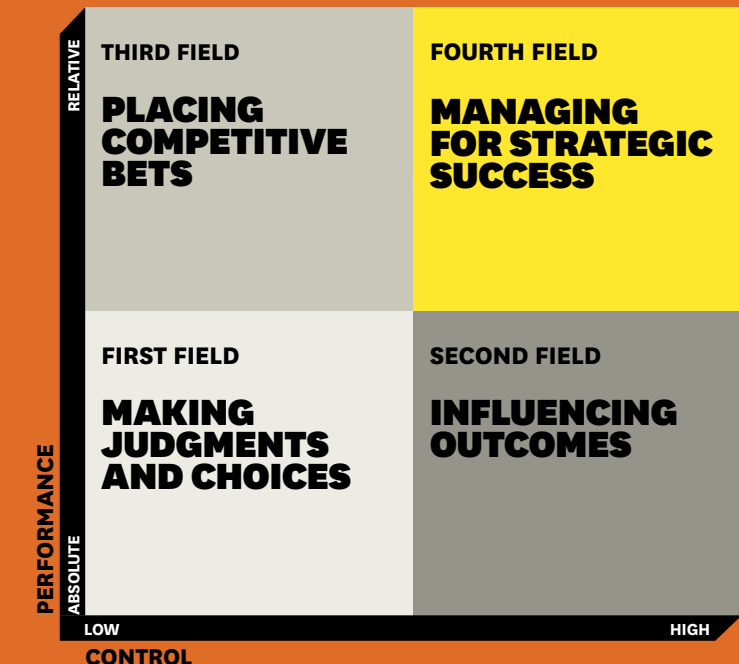 RELATIVE
THIRD FIELD
PLACING
COMPETITIVE
BETS
FOURTH FIELD
MANAGING
FOR STRATEGIC
SUCCESS
FIRST FIELD
MAKING
JUDGMENTS
AND CHOICES
SECOND FIELD
INFLUENCING
OUTCOMES
PERFORMANCE
ABSOLUTE
LOW
HIGH
CONTROL